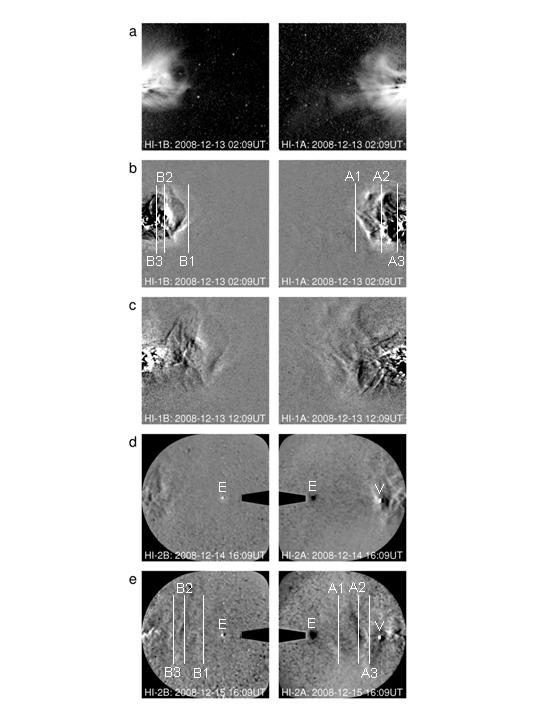 a
HI-1B: 2008-12-13 02:09UT
HI-1A: 2008-12-13 02:09UT
b
B2
A1
A2
B3
B1
A3
HI-1B: 2008-12-13 02:09UT
HI-1A: 2008-12-13 02:09UT
c
HI-1B: 2008-12-13 12:09UT
HI-1A: 2008-12-13 12:09UT
d
E
E
V
HI-2B: 2008-12-14 16:09UT
HI-2A: 2008-12-14 16:09UT
e
B2
A1
A2
E
E
V
B3
B1
A3
HI-2B: 2008-12-15 16:09UT
HI-2A: 2008-12-15 16:09UT